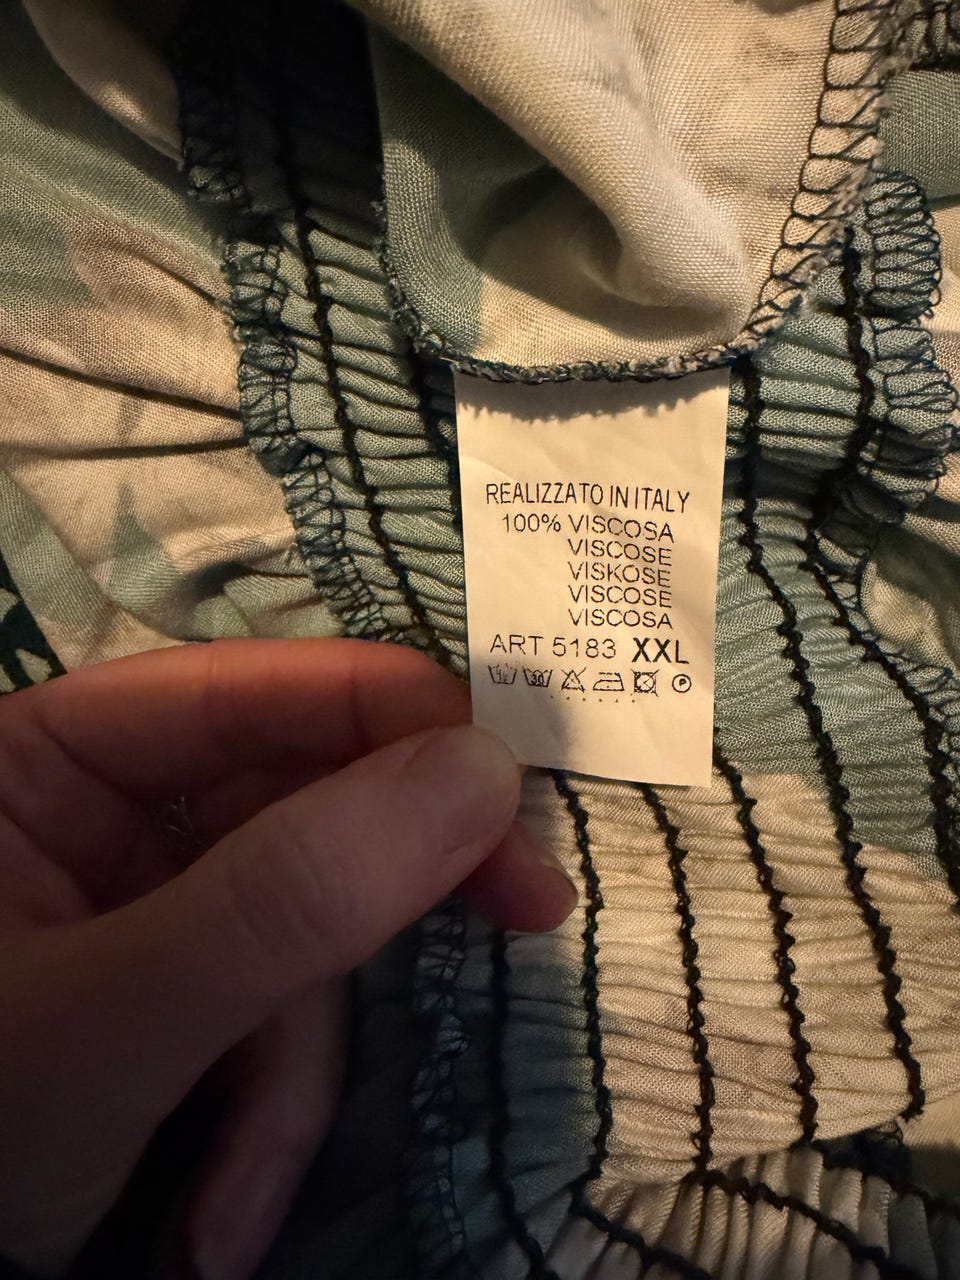 REALIZZATO IN ITALY
100% VISCOSA
VISCOSE
VISKOSE
VISCOSE
VISCOSA
ART 5183 XXL
P